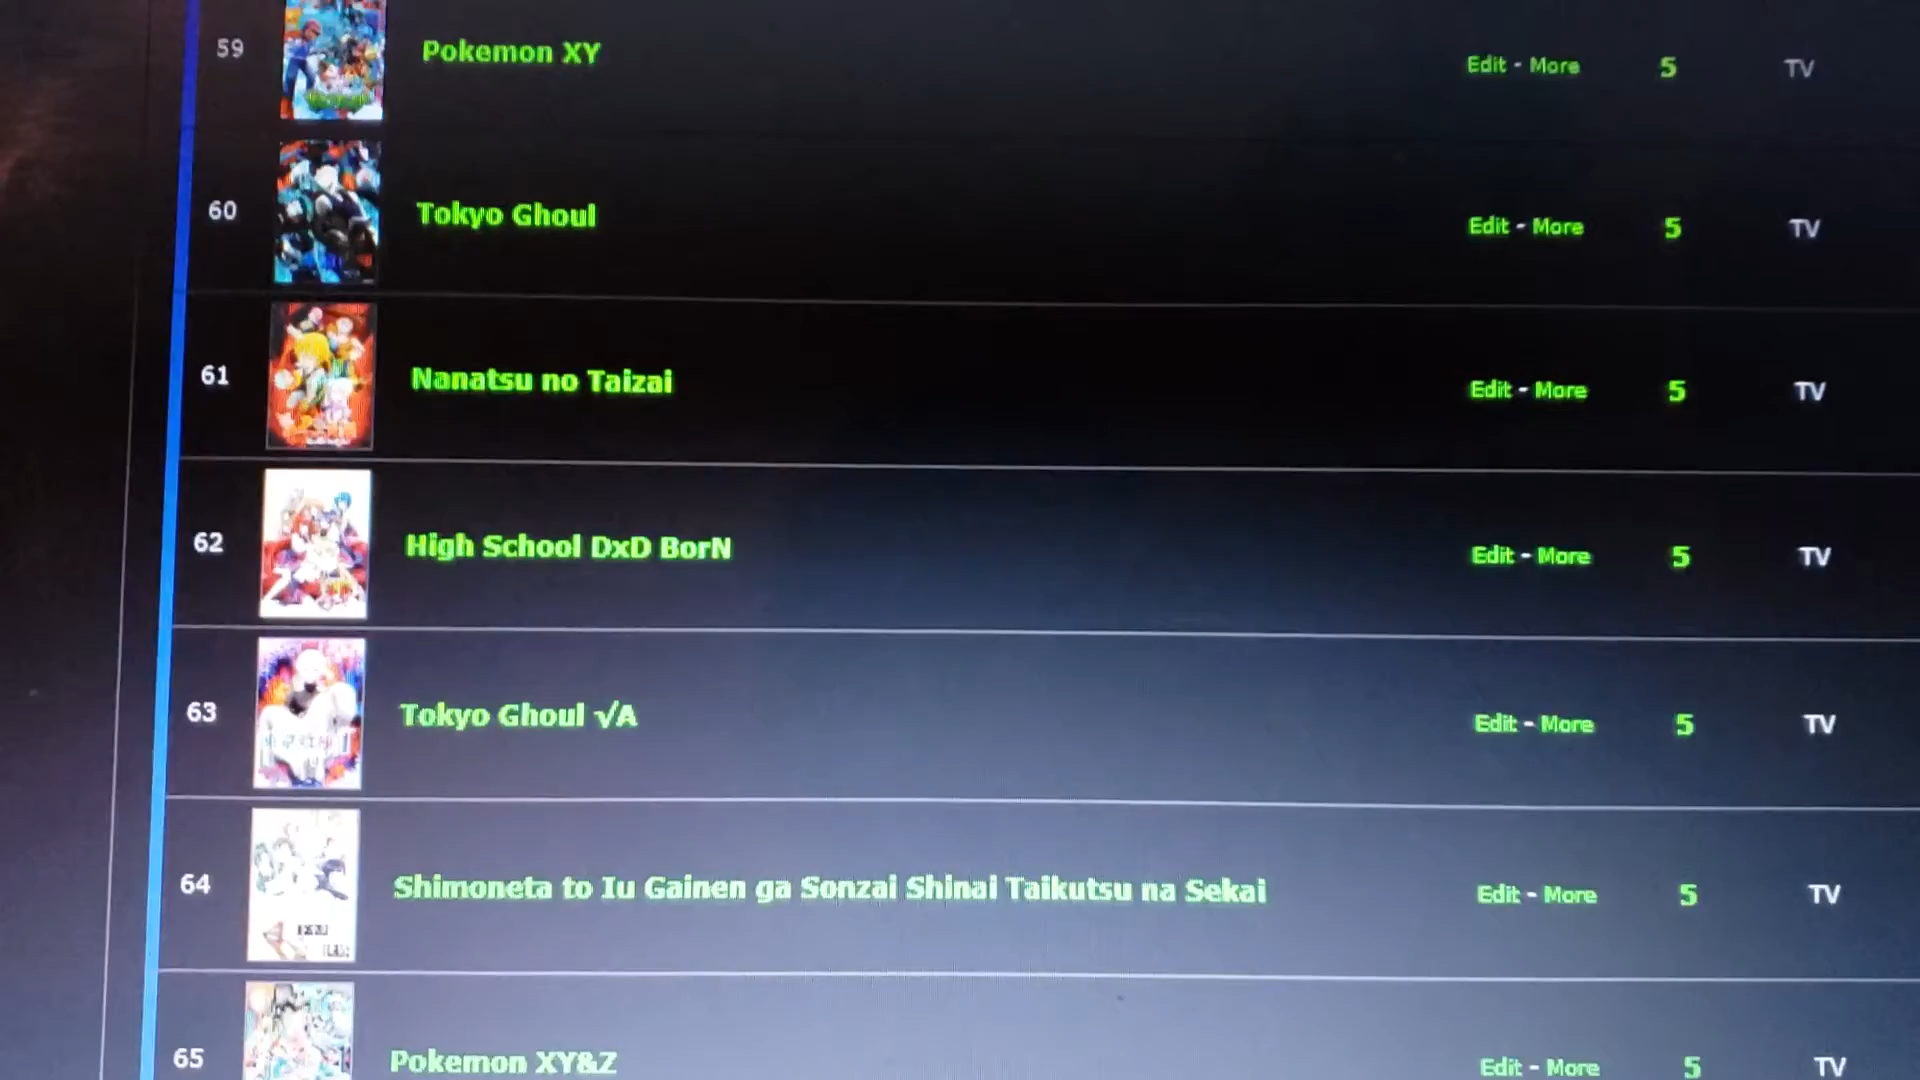 59 Pokemon XY Edit - More 5 TV
60 Tokyo Ghoul Edit - More 5 TV
61 Nanatsu no Taizai Edit - More 5 TV
62 High School DxD BorN Edit - More 5 TV
63 Tokyo Ghoul √A Edit - More 5 TV
64 Shimoneta to Iu Gainen ga Sonzai Shinai Taikutsu na Sekai Edit - More 5 TV
65 Pokemon XY&Z Edit - More 5 TV